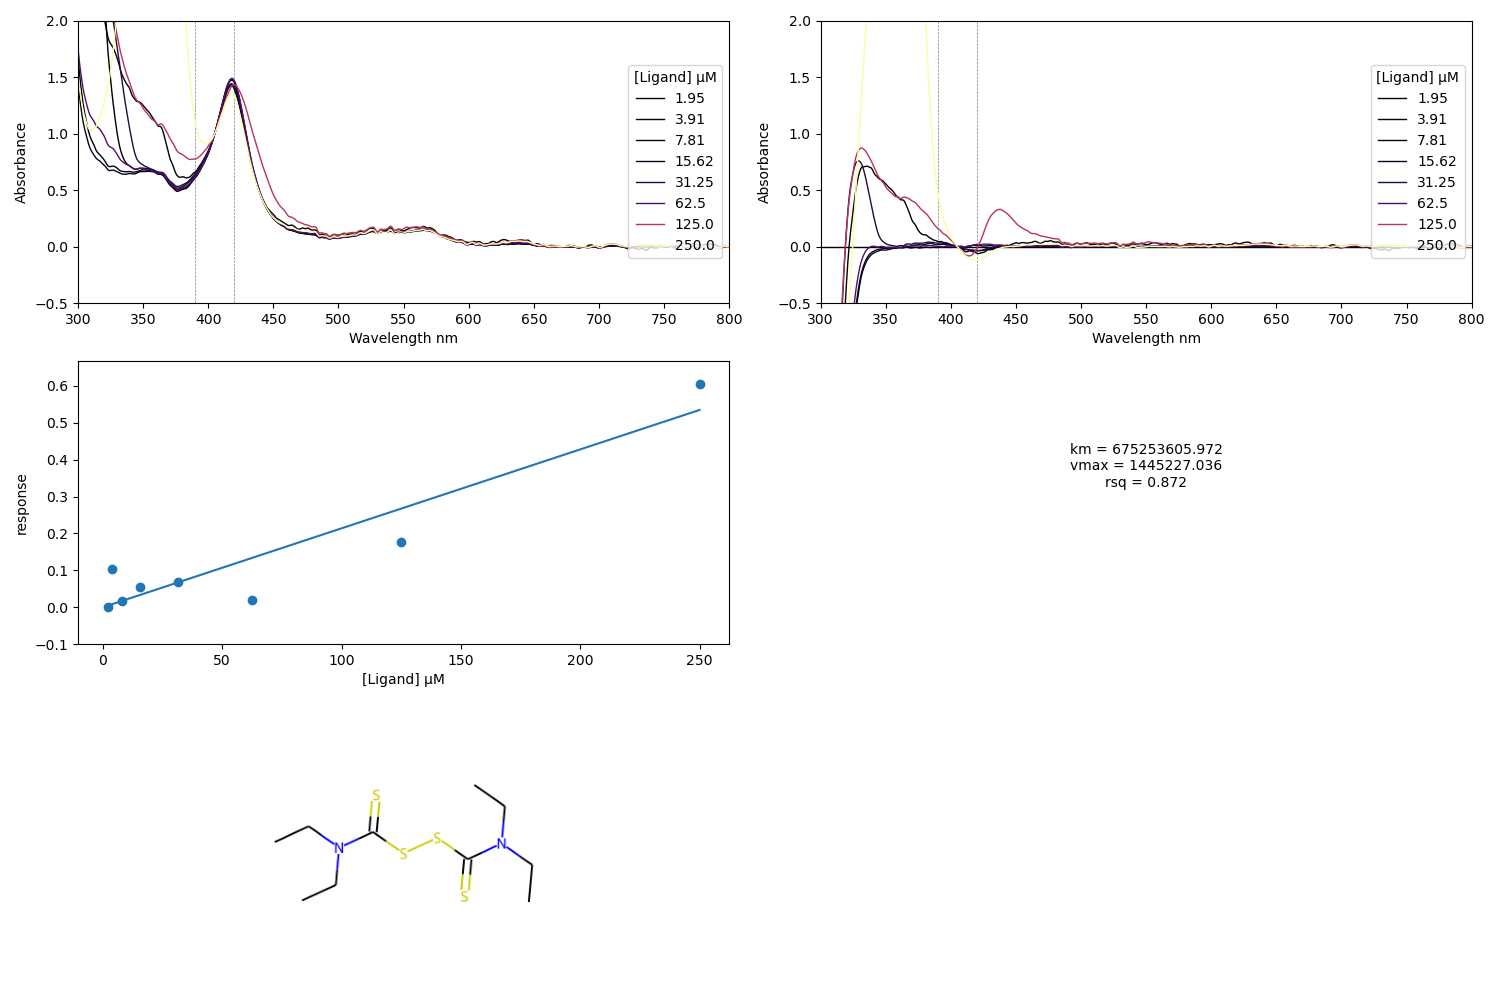 2.0
1.5
1.0
0.5
0.0
−0.5
Absorbance
300 350 400 450 500 550 600 650 700 750 800
Wavelength nm
[Ligand] μM
1.95
3.91
7.81
15.62
31.25
62.5
125.0
250.0
2.0
1.5
1.0
0.5
0.0
−0.5
Absorbance
300 350 400 450 500 550 600 650 700 750 800
Wavelength nm
[Ligand] μM
1.95
3.91
7.81
15.62
31.25
62.5
125.0
250.0
0.6
0.5
0.4
0.3
0.2
0.1
0.0
−0.1
response
0 50 100 150 200 250
[Ligand] μM
km = 675253605.972
vmax = 1445227.036
rsq = 0.872
S
N S S N
S